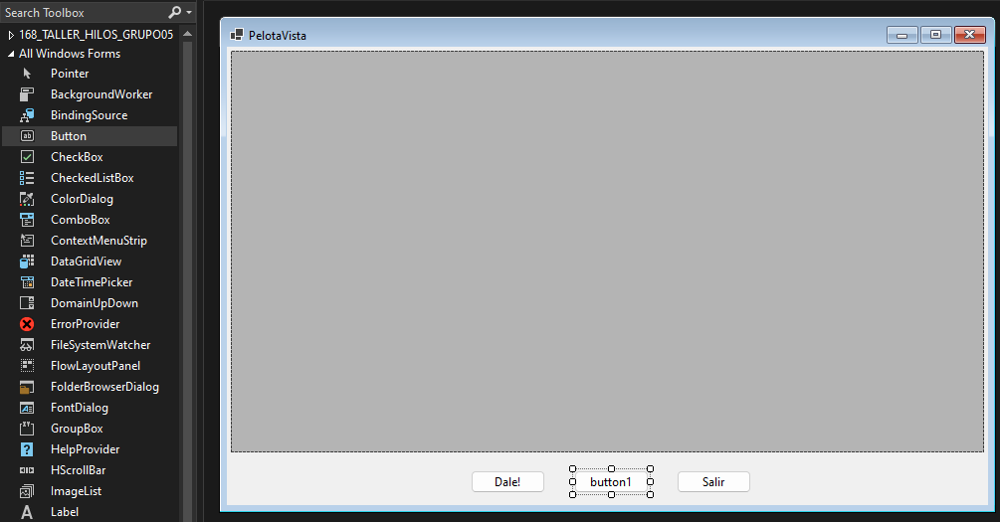 Search Toolbox
168_TALLER_HILOS_GRUPO05
All Windows Forms
Pointer
BackgroundWorker
BindingSource
Button
CheckBox
CheckedListBox
ColorDialog
ComboBox
ContextMenuStrip
DataGridView
DateTimePicker
DomainUpDown
ErrorProvider
FileSystemWatcher
FlowLayoutPanel
FolderBrowserDialog
FontDialog
GroupBox
HelpProvider
HScrollBar
ImageList
Label
PelotaVista
Dale!
button1
Salir